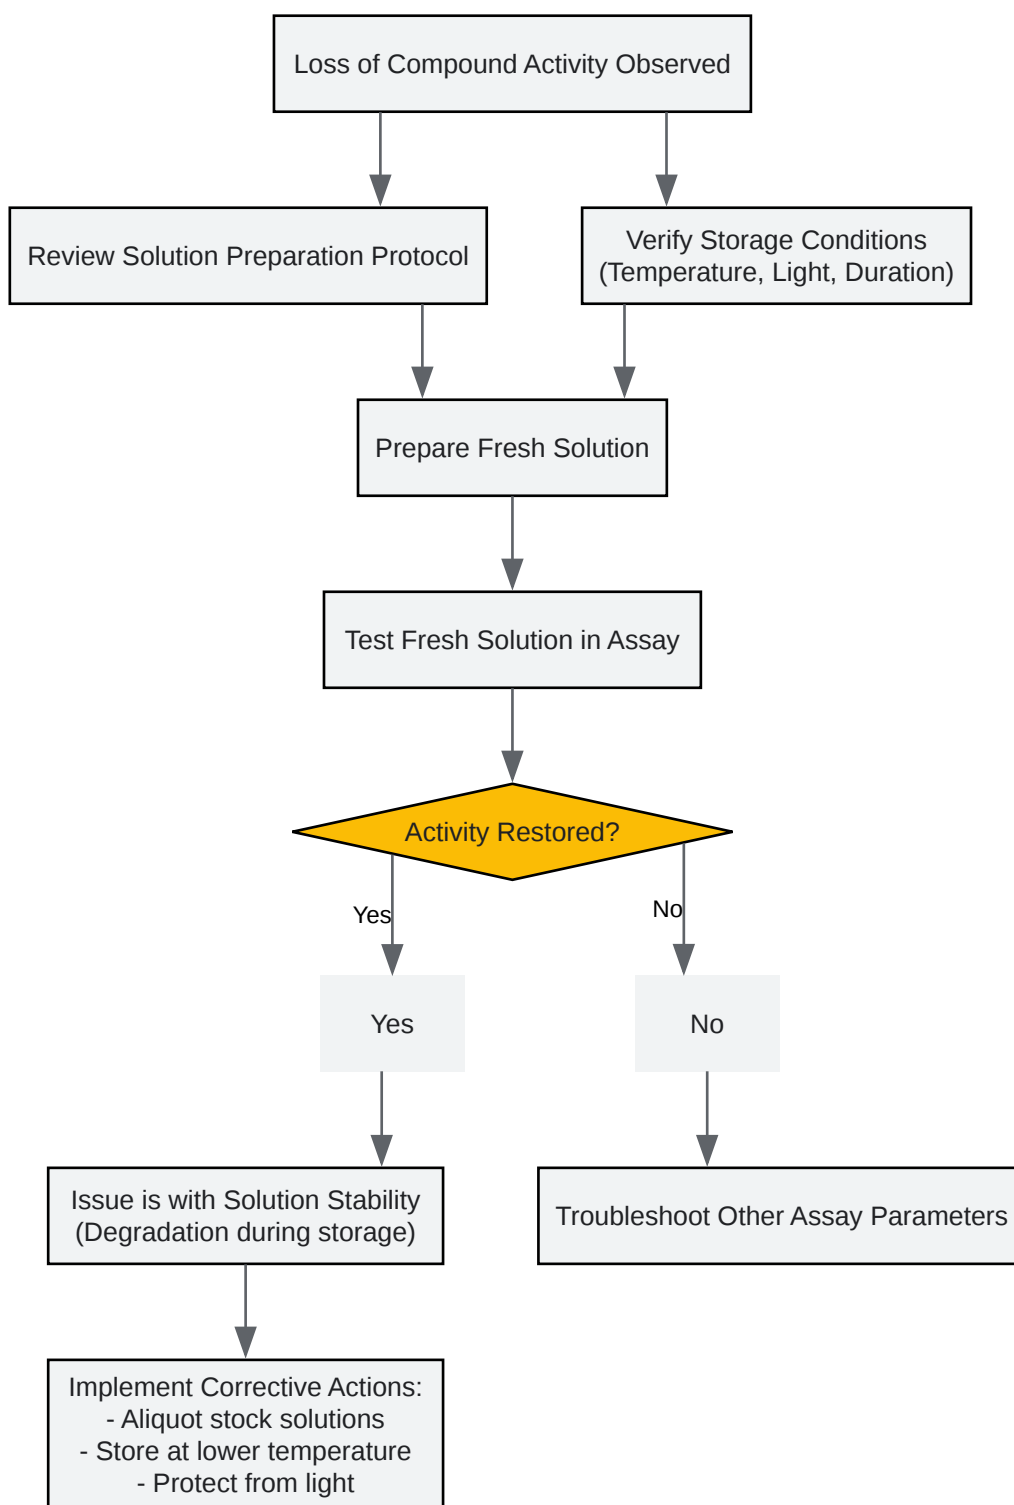 Loss of Compound Activity Observed
Review Solution Preparation Protocol
Verify Storage Conditions
(Temperature, Light, Duration)
Prepare Fresh Solution
Test Fresh Solution in Assay
Activity Restored?
Yes
No
Yes
No
Issue is with Solution Stability
(Degradation during storage)
Troubleshoot Other Assay Parameters
Implement Corrective Actions:
- Aliquot stock solutions
- Store at lower temperature
- Protect from light